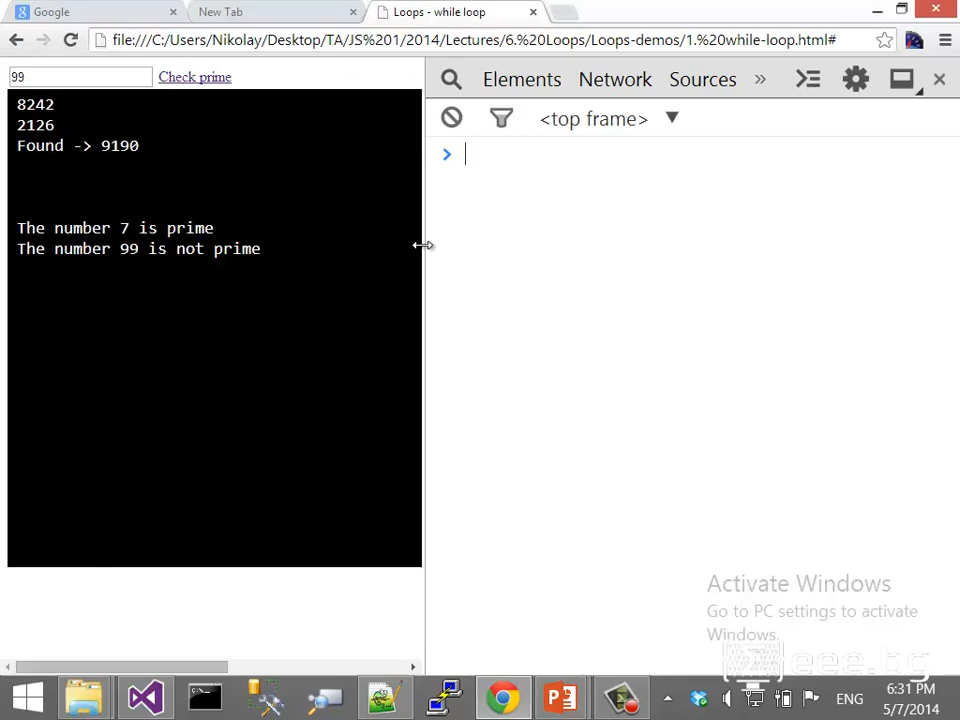 Google
New Tab
Loops - while loop
file:///C:/Users/Nikolay/Desktop/TA/JS%201/2014/Lectures/6.%20Loops/Loops-demos/1.%20while-loop.html#
99
Check prime
Elements
Network
Sources
»
8242
2126
Found -> 9190
<top frame> ▼
>
The number 7 is prime
The number 99 is not prime
Activate Windows
Go to PC settings to activate
Windows.
eee.bg
ENG
6:31 PM
5/7/2014